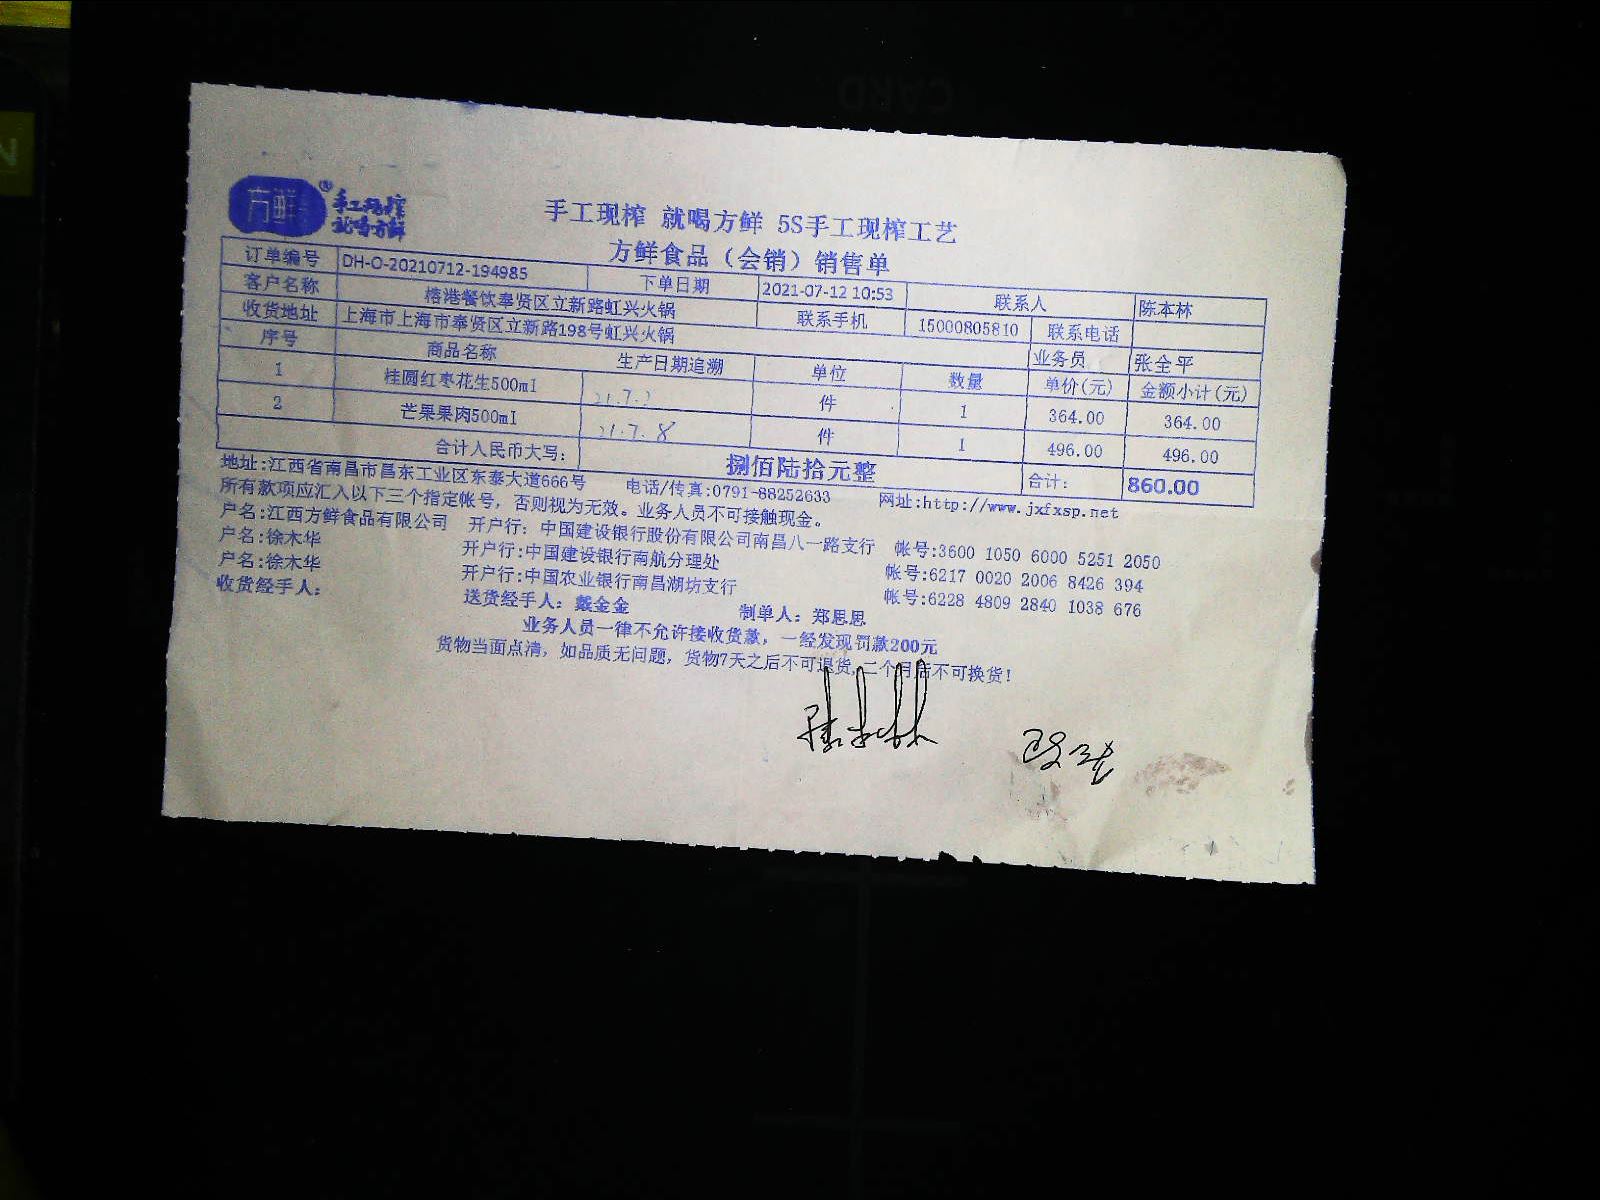 CARD
N
方鲜® 手工现榨
就喝方鲜
手工现榨 就喝方鲜 5S手工现榨工艺
方鲜食品（会销）销售单
订单编号 DH-O-20210712-194985 下单日期 2021-07-12 10:53 联系人 陈本林
客户名称 榕港餐饮奉贤区立新路虹兴火锅 联系手机 15000805810 联系电话
收货地址 上海市上海市奉贤区立新路198号虹兴火锅 业务员 张全平
序号 商品名称 生产日期追溯 单位 数量 单价(元) 金额小计(元)
1 桂圆红枣花生500ml 21.7.2 件 1 364.00 364.00
2 芒果果肉500ml 21.7.8 件 1 496.00 496.00
合计人民币大写: 捌佰陆拾元整 合计: 860.00
地址:江西省南昌市昌东工业区东泰大道666号 电话/传真:0791-88252633 网址:http://www.jxfxsp.net
所有款项应汇入以下三个指定帐号，否则视为无效。业务人员不可接触现金。
户名:江西方鲜食品有限公司 开户行: 中国建设银行股份有限公司南昌八一路支行 帐号:3600 1050 6000 5251 2050
户名:徐木华 开户行:中国建设银行南航分理处 帐号:6217 0020 2006 8426 394
户名:徐木华 开户行:中国农业银行南昌湖坊支行 帐号:6228 4809 2840 1038 676
收货经手人: 送货经手人: 戴金金 制单人: 郑思思
业务人员一律不允许接收货款，一经发现罚款200元
货物当面点清，如品质无问题，货物7天之后不可退货,二个月后不可换货!